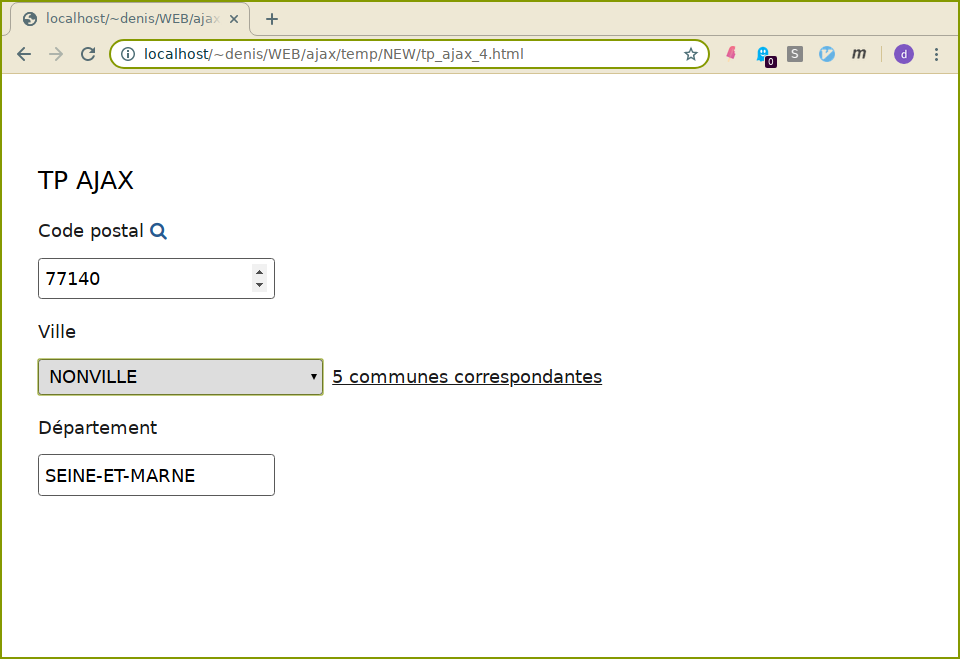 localhost/~denis/WEB/ajax
localhost/~denis/WEB/ajax/temp/NEW/tp_ajax_4.html
0
S
m
d
TP AJAX
Code postal
77140
Ville
NONVILLE
5 communes correspondantes
Département
SEINE-ET-MARNE